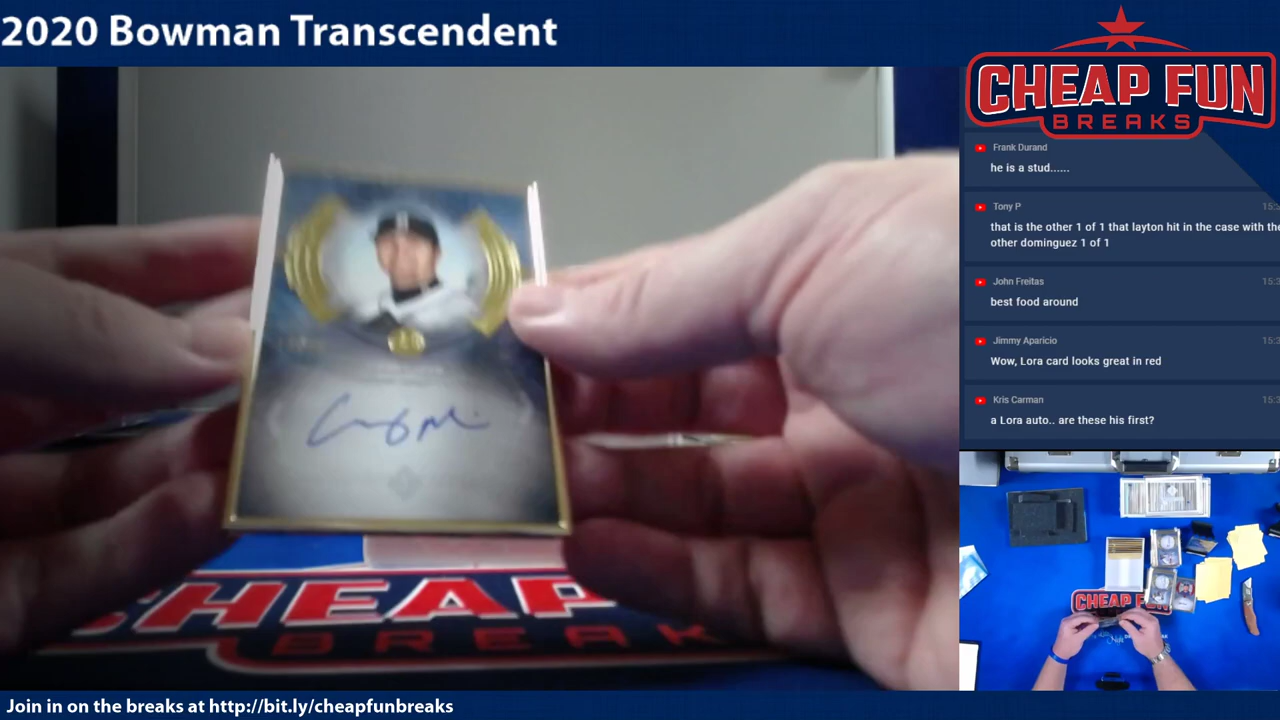 2020 Bowman Transcendent
CHEAP FUN
BREAKS
Frank Durand
he is a stud......
Tony P
that is the other 1 of 1 that layton hit in the case with the
other dominguez 1 of 1
John Freitas
best food around
Jimmy Aparicio
Wow, Lora card looks great in red
Kris Carman
a Lora auto.. are these his first?
CHEAP
BREAK
CHEAP FUN
Join in on the breaks at http://bit.ly/cheapfunbreaks